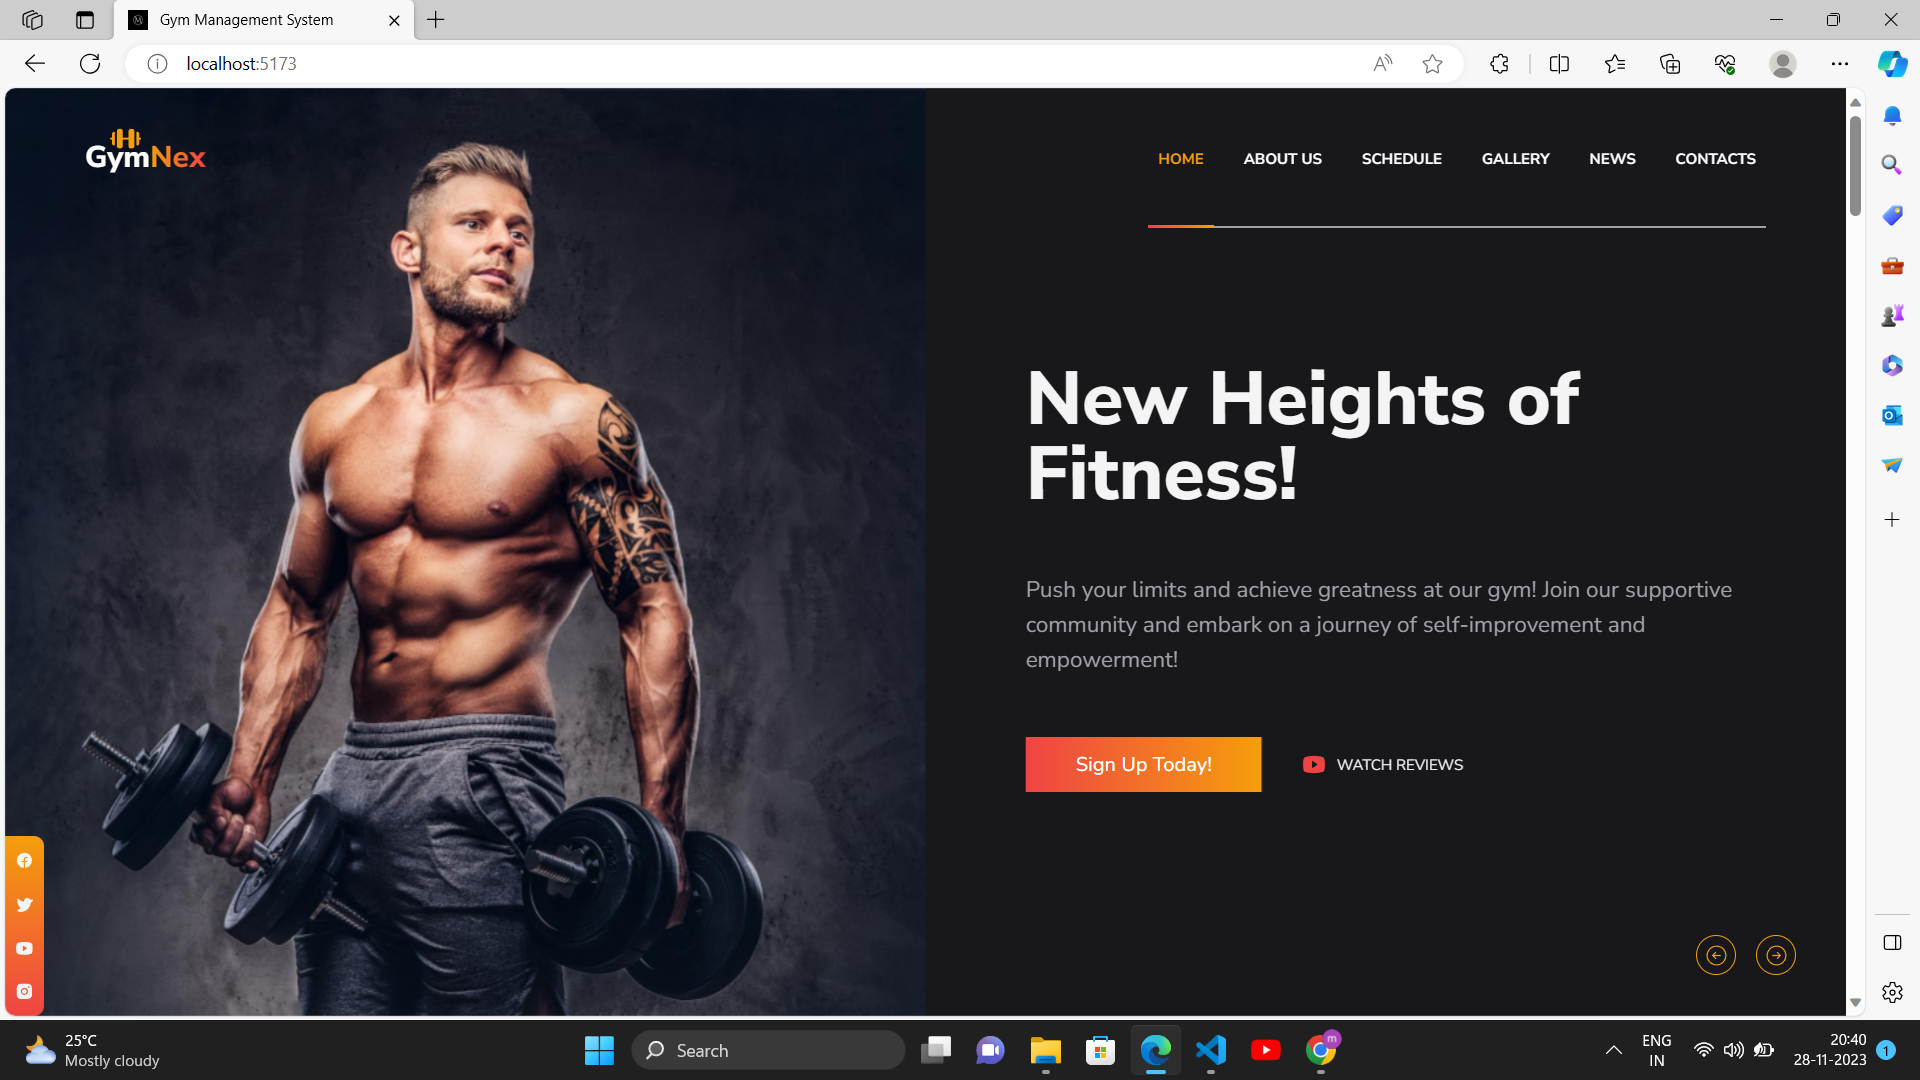 Gym Management System
localhost:5173
GymNex
HOME
ABOUT US
SCHEDULE
GALLERY
NEWS
CONTACTS
New Heights of
Fitness!
Push your limits and achieve greatness at our gym! Join our supportive
community and embark on a journey of self-improvement and
empowerment!
Sign Up Today!
WATCH REVIEWS
25°C
Mostly cloudy
Search
m
ENG
IN
20:40
28-11-2023
1